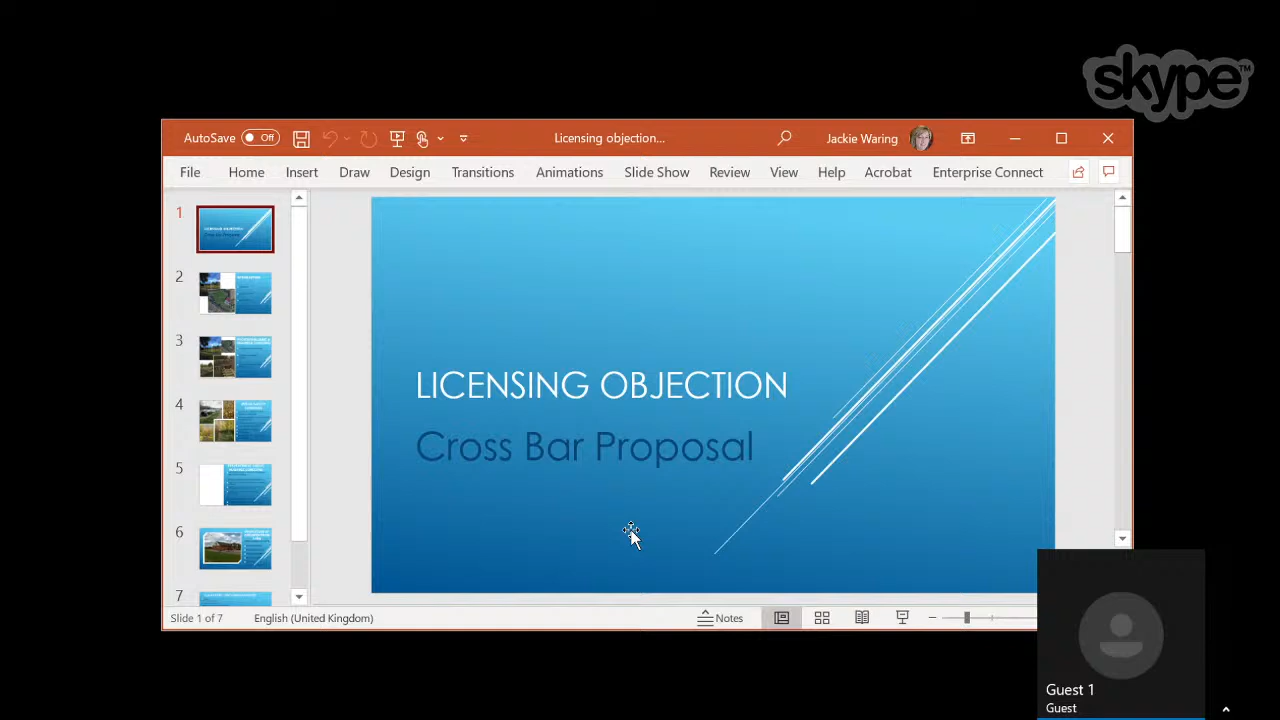 skype™
AutoSave Off Licensing objection... Jackie Waring
File Home Insert Draw Design Transitions Animations Slide Show Review View Help Acrobat Enterprise Connect
1
2
3
4
5
6
7
LICENSING OBJECTION
Cross Bar Proposal
Slide 1 of 7 English (United Kingdom) Notes
Guest 1
Guest